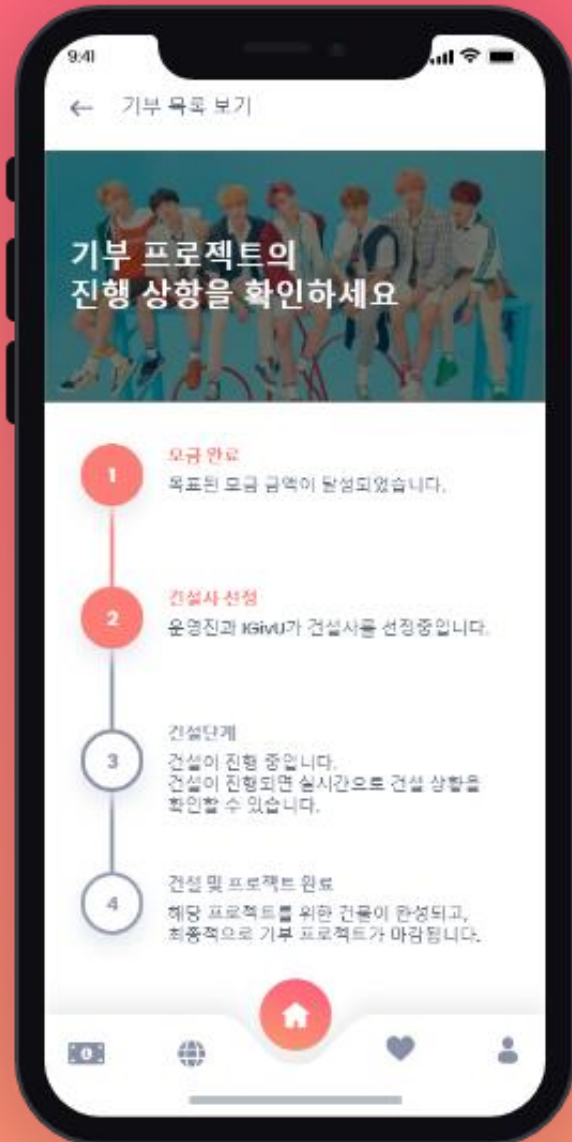 9:41
← 기부 목록 보기
기부 프로젝트의
진행 상항을 확인하세요
1
모금 완료
목표된 모금 금액이 달성되었습니다.
2
건설사 선정
운영진과 IGivU가 건설사를 선정중입니다.
3
건설단계
건설이 진행 중입니다.
건설이 진행되면 실시간으로 건설 상황을
확인할 수 있습니다.
4
건설 및 프로젝트 완료
해당 프로젝트를 위한 건물이 완성되고,
최종적으로 기부 프로젝트가 마감됩니다.